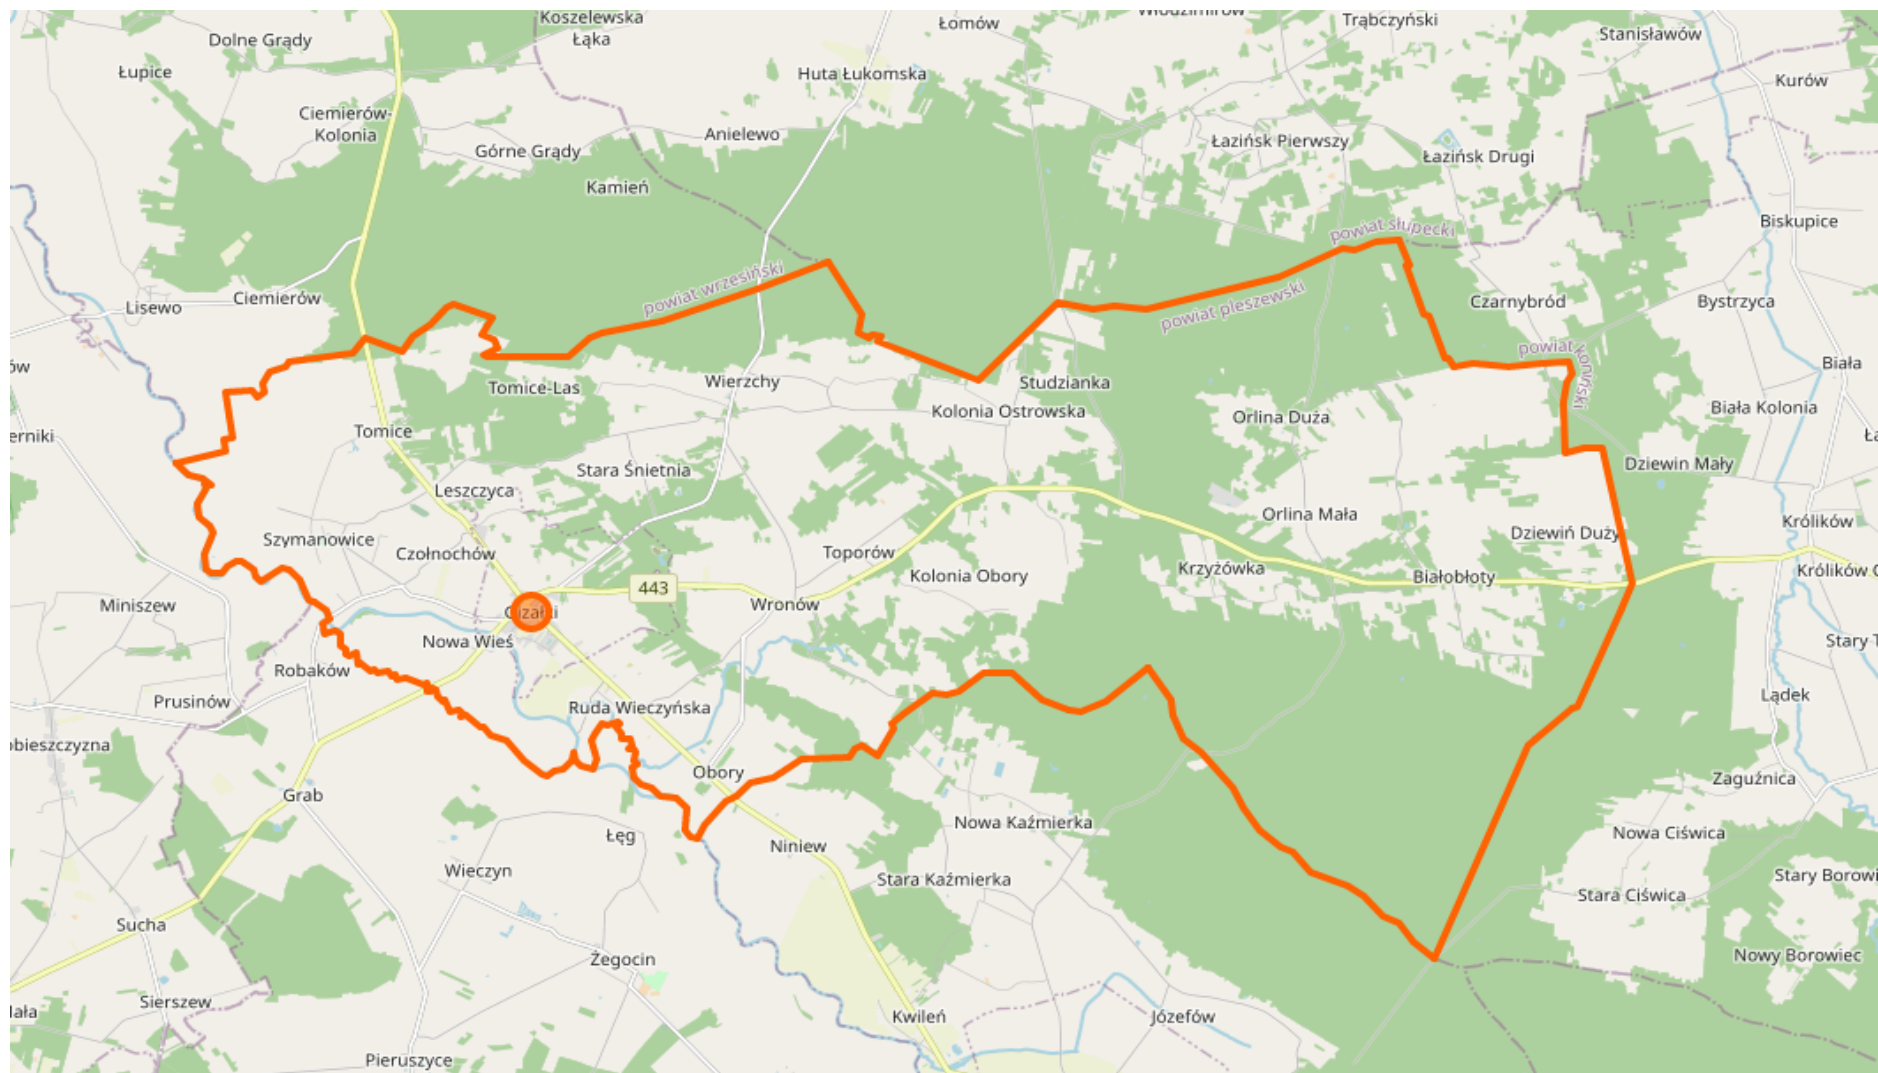 Koszelewska
Łąka
Łomów
Trąbczyński
Stanisławów
Dolne Grądy
Łupice
Huta Łukomska
Kurów
Ciemierów-
Kolonia
Anielewo
Łazińsk Pierwszy
Łazińsk Drugi
Górne Grądy
Kamień
Biskupice
powiat słupecki
powiat wrzesiński
powiat pleszewski
Lisewo
Ciemierów
Czarnybród
Bystrzyca
powiat koniński
Biała
Tomice-Las
Wierzchy
Studzianka
Kolonia Ostrowska
Orlina Duża
Biała Kolonia
Tomice
erniki
Stara Śnietnia
Dziewin Mały
Leszczyca
Orlina Mała
Królików
Szymanowice
Czołnochów
Toporów
Dziewiń Duży
Kolonia Obory
Krzyżówka
Białobłoty
Królików
443
Miniszew
Wronów
Gizałki
Nowa Wieś
Stary
Robaków
Prusinów
Ruda Wieczyńska
Lądek
obieszczyzna
Obory
Zaguźnica
Grab
Łęg
Nowa Kaźmierka
Nowa Ciświca
Niniew
Wieczyn
Stara Kaźmierka
Stara Ciświca
Stary Borowi
Sucha
Żegocin
Nowy Borowiec
Sierszew
Kwileń
Józefów
Pieruszyce